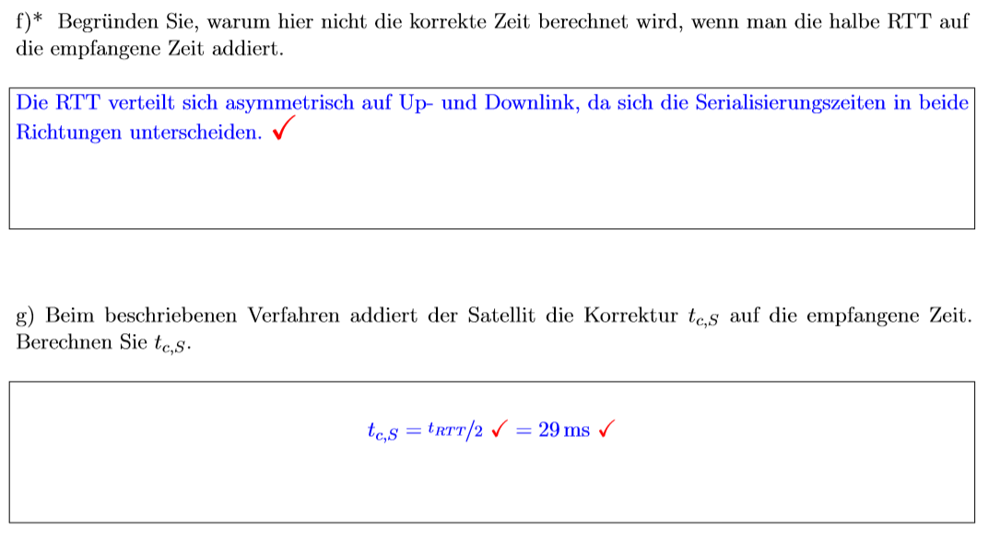 f)* Begründen Sie, warum hier nicht die korrekte Zeit berechnet wird, wenn man die halbe RTT auf
die empfangene Zeit addiert.
Die RTT verteilt sich asymmetrisch auf Up- und Downlink, da sich die Serialisierungszeiten in beide
Richtungen unterscheiden. ✓
g) Beim beschriebenen Verfahren addiert der Satellit die Korrektur t_{c,S} auf die empfangene Zeit.
Berechnen Sie t_{c,S}.
t_{c,S} = t_{RTT}/2 ✓ = 29 ms ✓